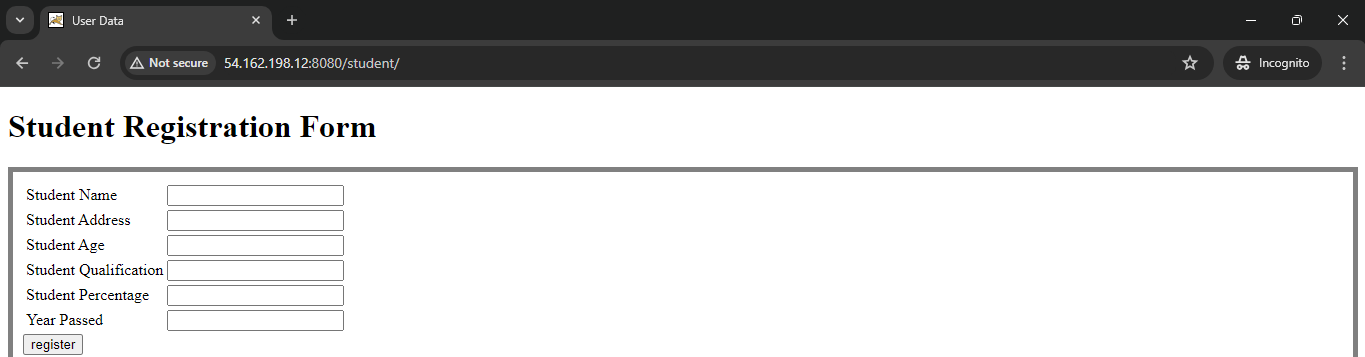 User Data
Not secure 54.162.198.12:8080/student/ Incognito
Student Registration Form
Student Name
Student Address
Student Age
Student Qualification
Student Percentage
Year Passed
register